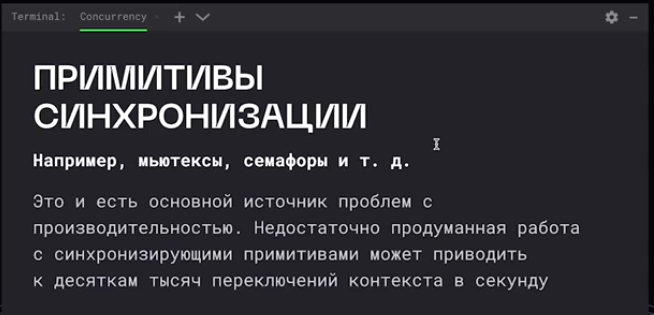 Terminal: Concurrency
ПРИМИТИВЫ
СИНХРОНИЗАЦИИ
Например, мьютексы, семафоры и т. д.
Это и есть основной источник проблем с
производительностью. Недостаточно продуманная работа
с синхронизирующими примитивами может приводить
к десяткам тысяч переключений контекста в секунду